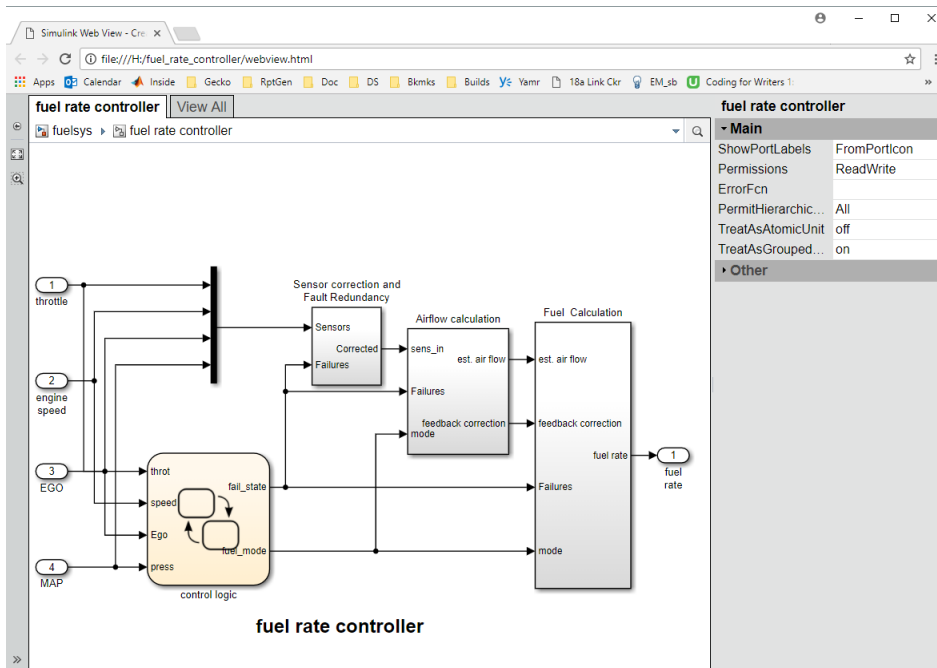 Simulink Web View - Cre
file:///H:/fuel_rate_controller/webview.html
Apps Calendar Inside Gecko RptGen Doc DS Bkmks Builds Yamr 18a Link Ckr EM_sb Coding for Writers 1: »
fuel rate controller View All
fuelsys fuel rate controller
fuel rate controller
Main
ShowPortLabels FromPortIcon
Permissions ReadWrite
ErrorFcn
PermitHierarchic... All
TreatAsAtomicUnit off
TreatAsGrouped... on
Other
1
throttle
2
engine
speed
3
EGO
4
MAP
Sensor correction and
Fault Redundancy
Sensors
Corrected
Failures
Airflow calculation
sens_in
est. air flow
Failures
feedback correction
mode
Fuel Calculation
est. air flow
feedback correction
fuel rate
Failures
mode
1
fuel
rate
throt
fail_state
speed
Ego
fuel_mode
press
control logic
fuel rate controller
»